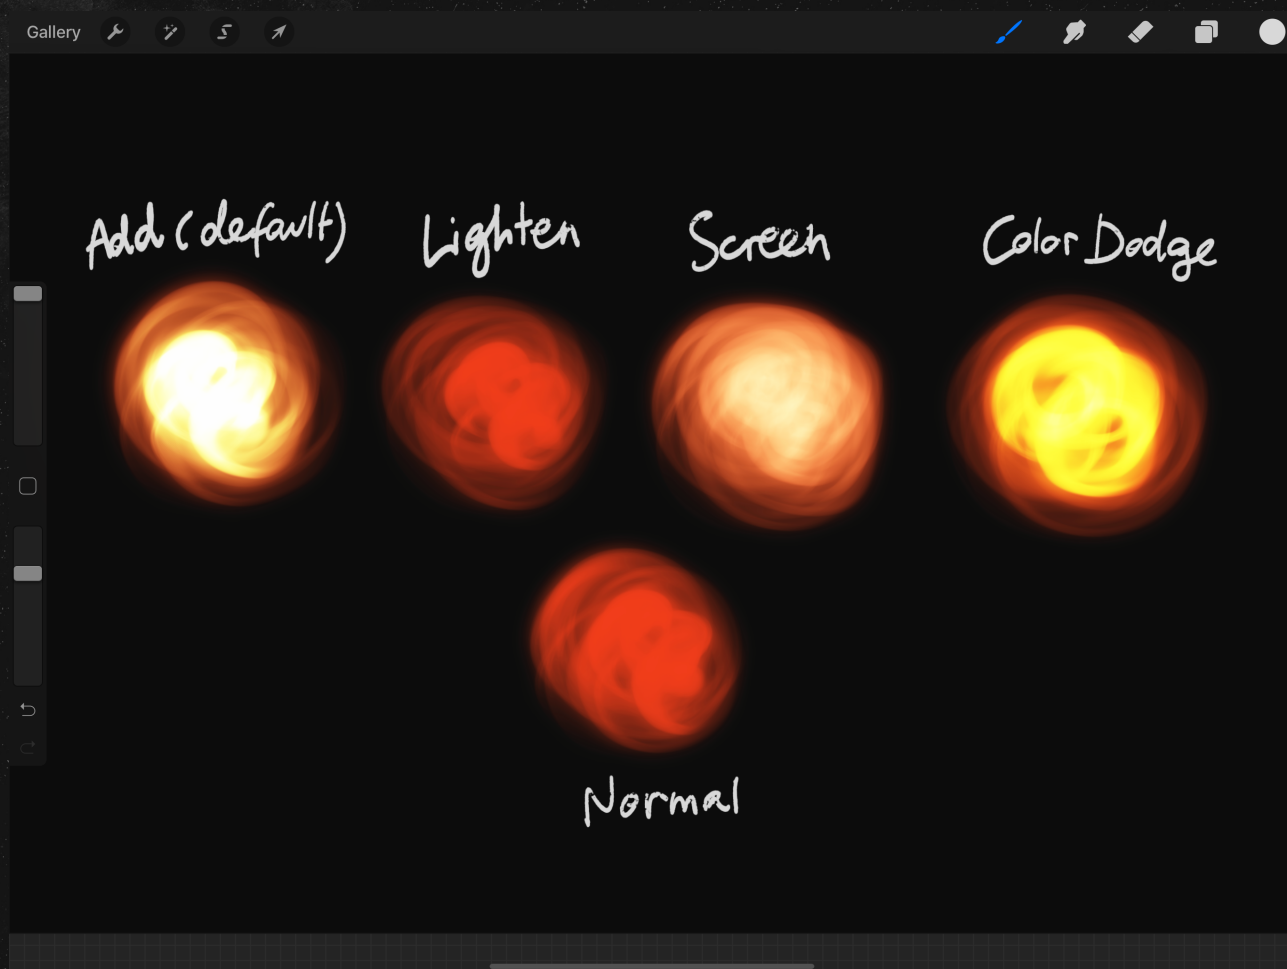 Gallery
Add (default)
Lighten
Screen
Color Dodge
Normal